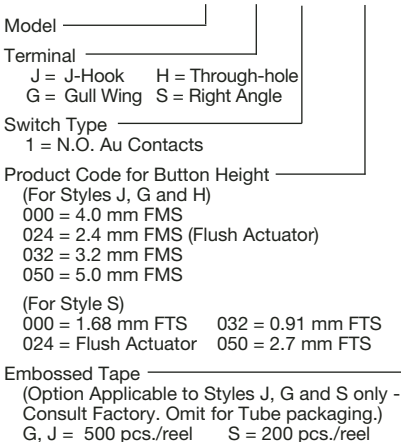 Model
Terminal
J = J-Hook H = Through-hole
G = Gull Wing S = Right Angle
Switch Type
1 = N.O. Au Contacts
Product Code for Button Height
(For Styles J, G and H)
000 = 4.0 mm FMS
024 = 2.4 mm FMS (Flush Actuator)
032 = 3.2 mm FMS
050 = 5.0 mm FMS
(For Style S)
000 = 1.68 mm FTS 032 = 0.91 mm FTS
024 = Flush Actuator 050 = 2.7 mm FTS
Embossed Tape
(Option Applicable to Styles J, G and S only -
Consult Factory. Omit for Tube packaging.)
G, J = 500 pcs./reel S = 200 pcs./reel